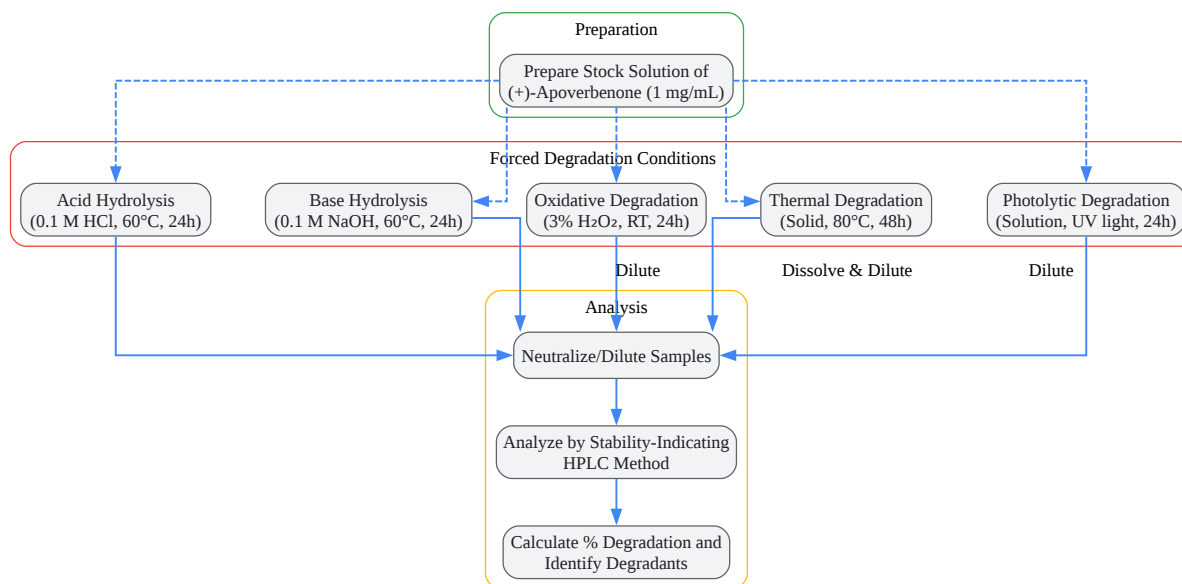 Preparation
Prepare Stock Solution of
(+)-Apoverbenone (1 mg/mL)
Forced Degradation Conditions
Acid Hydrolysis
(0.1 M HCl, 60°C, 24h)
Base Hydrolysis
(0.1 M NaOH, 60°C, 24h)
Oxidative Degradation
(3% H₂O₂, RT, 24h)
Thermal Degradation
(Solid, 80°C, 48h)
Photolytic Degradation
(Solution, UV light, 24h)
Dilute
Dissolve & Dilute
Dilute
Analysis
Neutralize/Dilute Samples
Analyze by Stability-Indicating
HPLC Method
Calculate % Degradation and
Identify Degradants